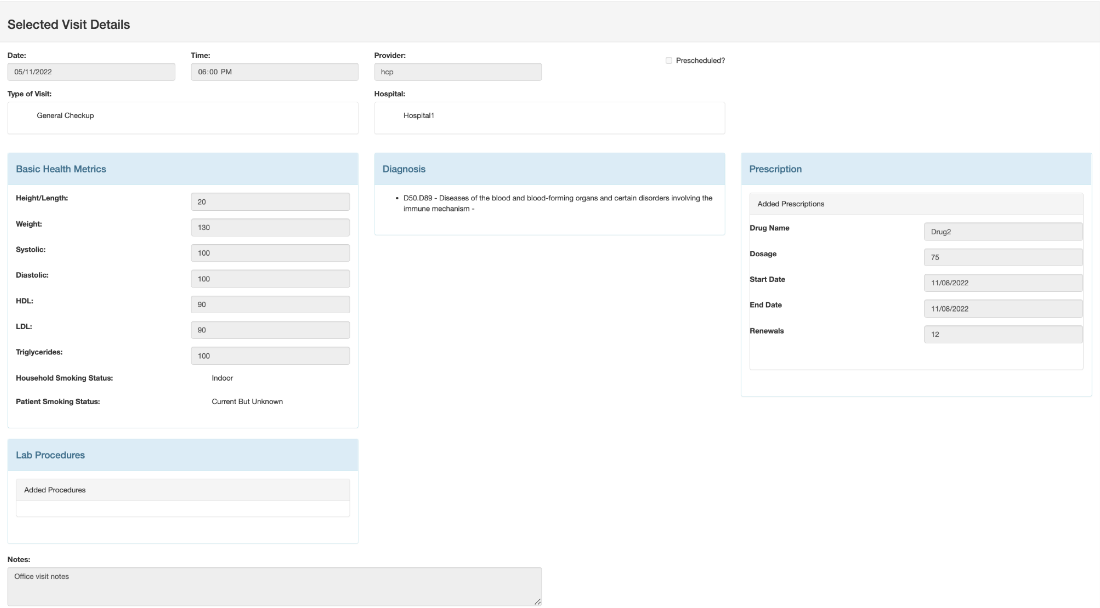 Selected Visit Details
Date:
05/11/2022
Time:
06:00 PM
Provider:
hcp
Prescheduled?
Type of Visit:
General Checkup
Hospital:
Hospital1
Basic Health Metrics
Height/Length:
20
Weight:
130
Systolic:
100
Diastolic:
100
HDL:
90
LDL:
90
Triglycerides:
100
Household Smoking Status:
Indoor
Patient Smoking Status:
Current But Unknown
Diagnosis
• D50.D89 - Diseases of the blood and blood-forming organs and certain disorders involving the
immune mechanism -
Prescription
Added Prescriptions
Drug Name
Drug2
Dosage
75
Start Date
11/08/2022
End Date
11/08/2022
Renewals
12
Lab Procedures
Added Procedures
Notes:
Office visit notes